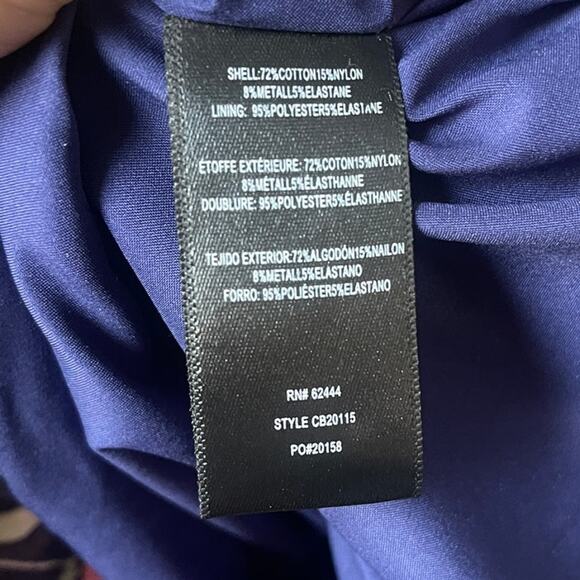 SHELL:72%COTTON15%NYLON
8%METALL5%ELASTANE
LINING: 95%POLYESTER5%ELASTANE
ÉTOFFE EXTÉRIEURE: 72%COTON15%NYLON
8%MÉTALL5%ÉLASTHANNE
DOUBLURE: 95%POLYESTER5%ÉLASTHANNE
TEJIDO EXTERIOR:72%ALGODÓN15%NAILON
8%METALL5%ELASTANO
FORRO: 95%POLIÉSTER5%ELASTANO
RN# 62444
STYLE CB20115
PO#20158